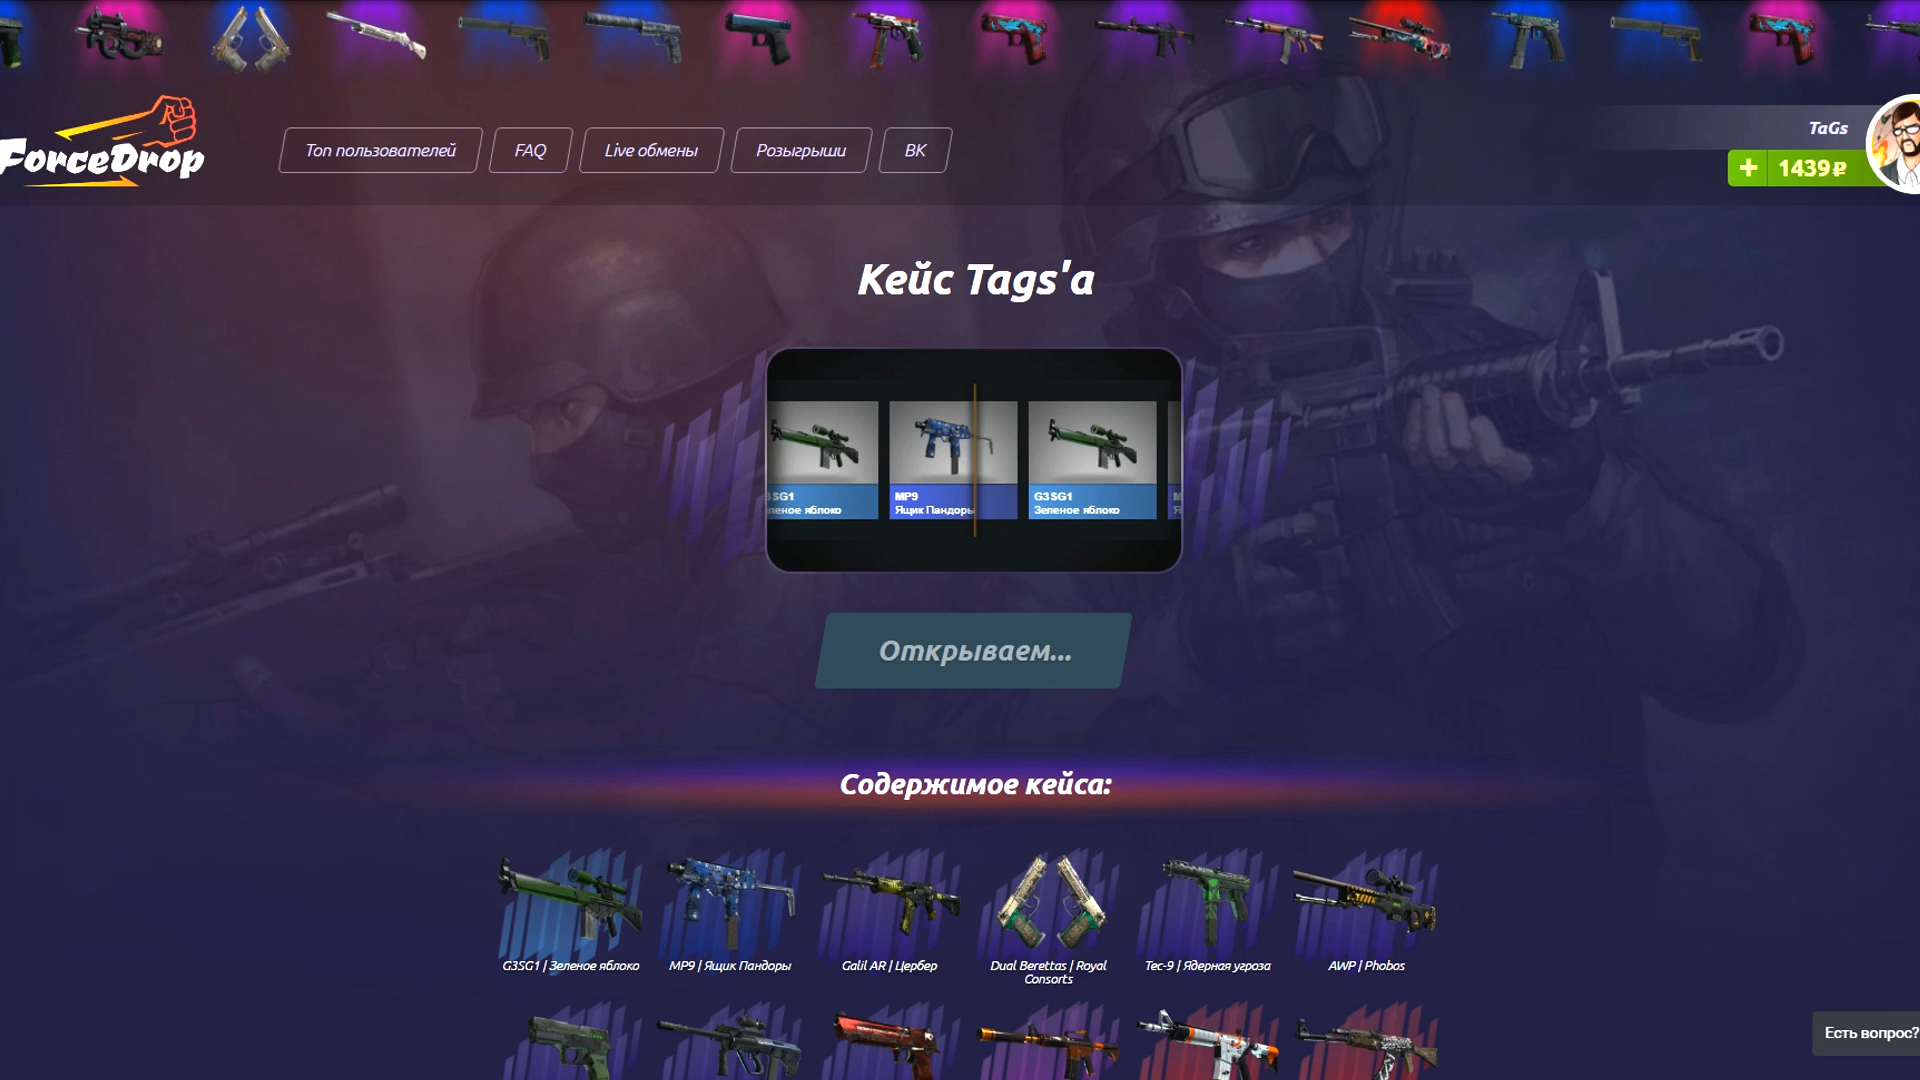 ForceDrop
Топ пользователей
FAQ
Live обмены
Розыгрыши
ВК
TaGs
+ 1439₽
Кейс Tags'a
MP9
Ящик Пандоры
G3SG1
Зеленое яблоко
Открываем...
Содержимое кейса:
G3SG1 | Зеленое яблоко
MP9 | Ящик Пандоры
Galil AR | Цербер
Dual Berettas | Royal
Consorts
Tec-9 | Ядерная угроза
AWP | Phobos
Есть вопрос?